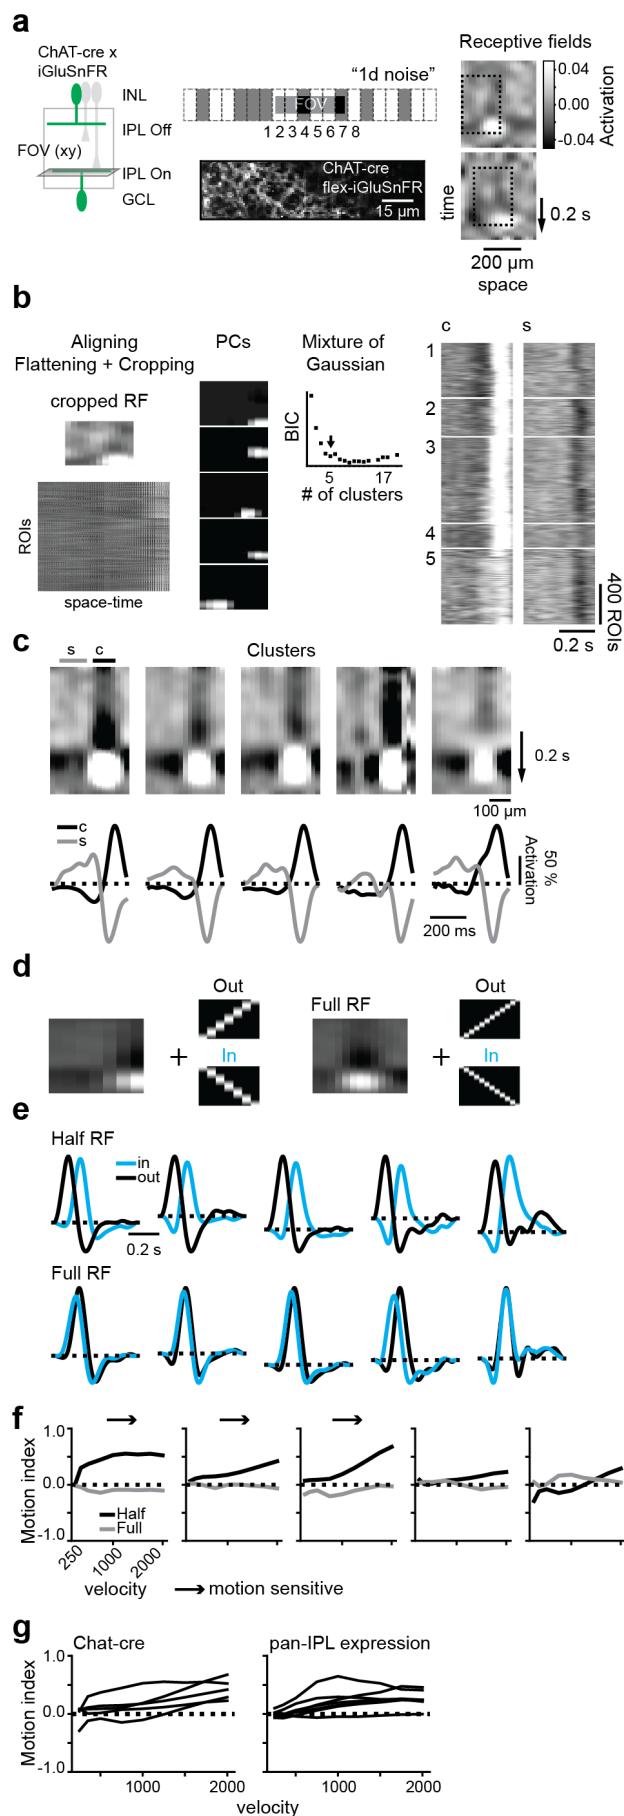 a
ChAT-cre x
iGluSnFR
INL
IPL Off
FOV (xy)
IPL On
GCL
“1d noise”
FOV
1 2 3 4 5 6 7 8
ChAT-cre
flex-iGluSnFR
15 µm
Receptive fields
0.04
0.00
-0.04
Activation
time
0.2 s
200 µm
space
b
Aligning
Flattening + Cropping
cropped RF
ROIs
space-time
PCs
Mixture of
Gaussian
BIC
5
17
# of clusters
c
s
1
2
3
4
5
400 ROIs
0.2 s
c
s
c
Clusters
0.2 s
100 µm
c
s
50 %
Activation
200 ms
d
Out
In
+
Full RF
Out
In
+
e
Half RF
in
out
0.2 s
Full RF
f
Motion index
1.0
0.0
-1.0
Half
Full
250
1000
2000
velocity
motion sensitive
g
Chat-cre
pan-IPL expression
Motion index
1.0
0.0
-1.0
1000
2000
1000
2000
velocity